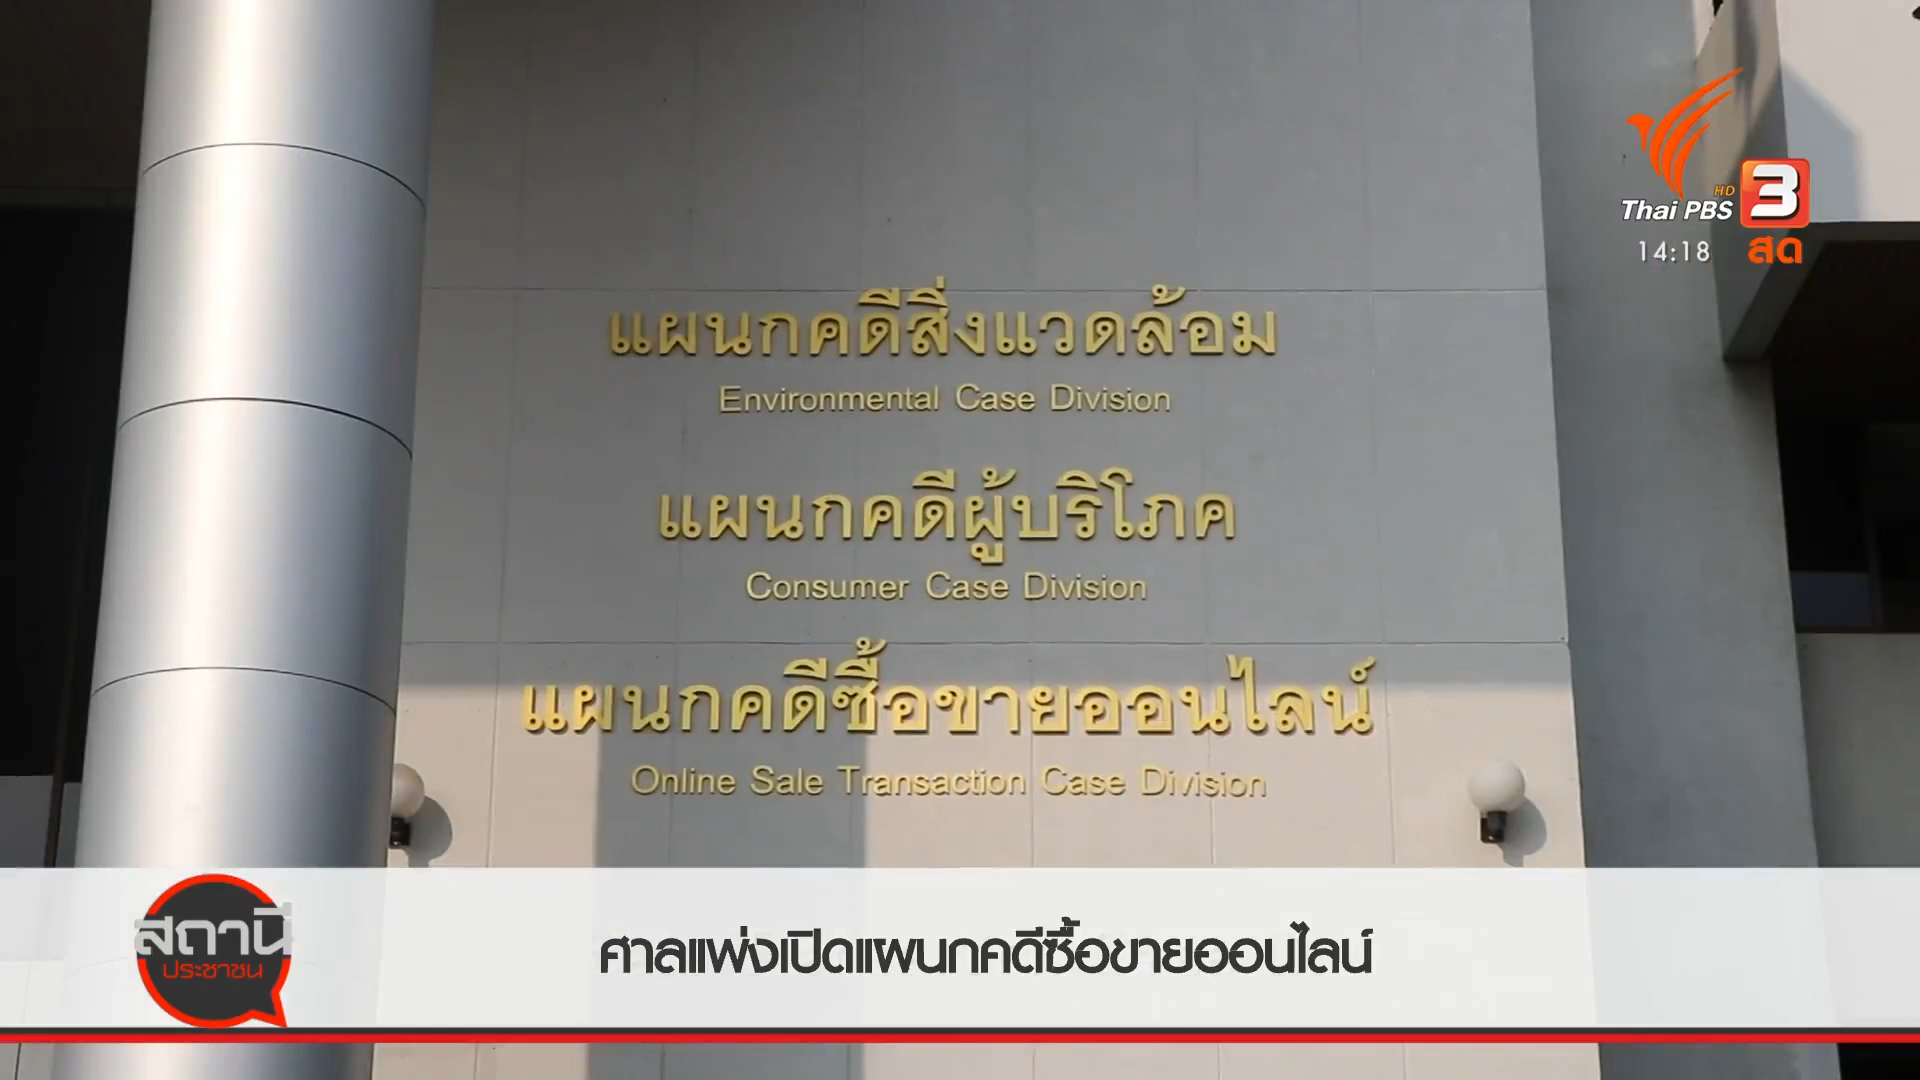 Thai PBS
HD
3
14:18
สด
แผนกคดีสิ่งแวดล้อม
Environmental Case Division
แผนกคดีผู้บริโภค
Consumer Case Division
แผนกคดีซื้อขายออนไลน์
Online Sale Transaction Case Division
สถานี
ประชาชน
ศาลแพ่งเปิดแผนกคดีซื้อขายออนไลน์